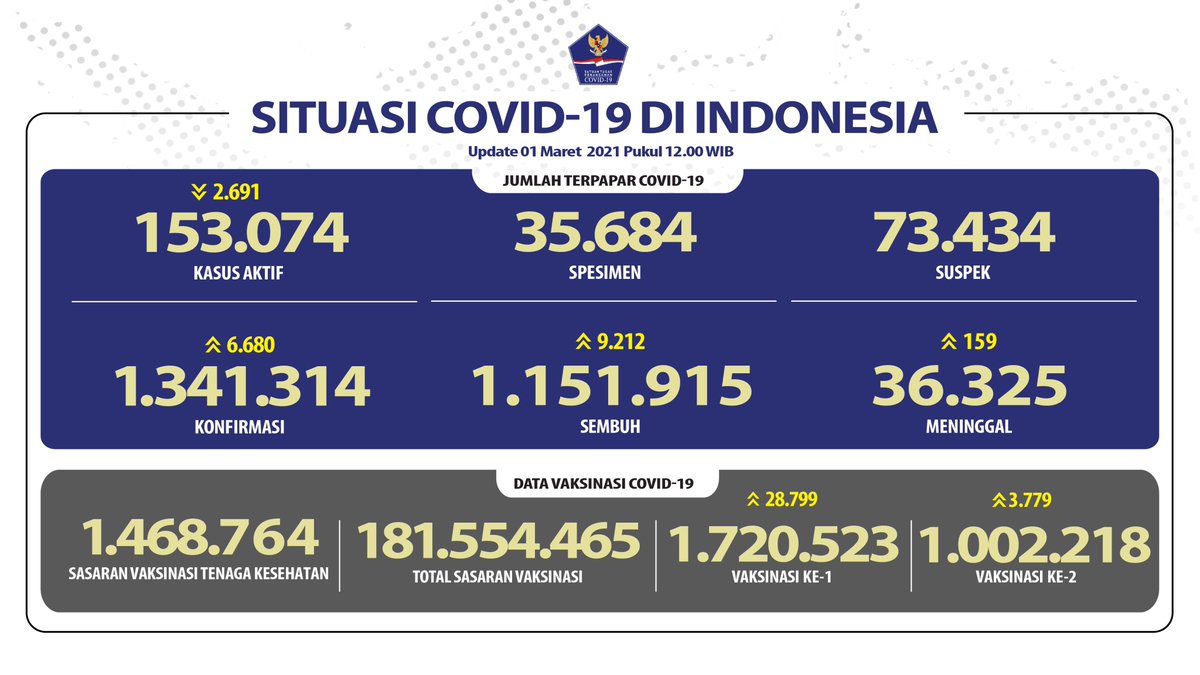 SATUAN TUGAS
PENANGANAN
COVID-19
SITUASI COVID-19 DI INDONESIA
Update 01 Maret 2021 Pukul 12.00 WIB
JUMLAH TERPAPAR COVID-19
2.691
153.074
KASUS AKTIF
35.684
SPESIMEN
73.434
SUSPEK
6.680
1.341.314
KONFIRMASI
9.212
1.151.915
SEMBUH
159
36.325
MENINGGAL
DATA VAKSINASI COVID-19
1.468.764
SASARAN VAKSINASI TENAGA KESEHATAN
181.554.465
TOTAL SASARAN VAKSINASI
28.799
1.720.523
VAKSINASI KE-1
3.779
1.002.218
VAKSINASI KE-2